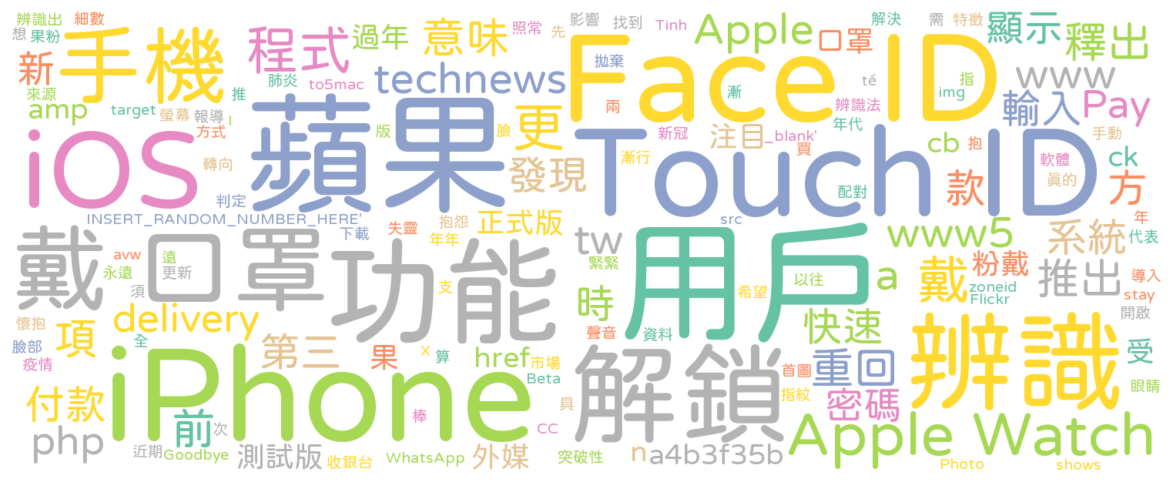 辨識出 細數 想 果粉 手機 程式 過年 意味 照常 影響 找到 Tinh Apple 口罩 解決 需 特徵 顯示 釋出
新 來源 肺炎 to5mac technews 先 拋棄 Face ID tế 漸 指 img www
amp target 螢幕 報導 推 版 臉 更 兩 新冠 注目 _blank' 買 年代 辨識法 輸入 Pay 手動
iOS 方式 l 轉向 判定 蘋果 發現 漸行 Touch ID 配對 cb 抱 軟體 眞的 ck 款 方
INSERT_RANDOM_NUMBER_HERE' 下載 失靈 抱怨 年年 正式版 src 年
戴口罩 avw 永遠 遠 更新 須 功能 支 tw 緊緊 用戶 以往 希望 www5 a 粉 戴 系統 代表
懷抱 項 delivery 全 時 聲音 資料 快速 戴 zoneid Flickr 推出 導入 stay 開啟
臉部 疫情 第三 果 X 算 href 市場 Beta 首圖 重回 受
付款 iPhone 棒 具 CC 解鎖 指紋 密碼 辨識 眼睛
php 前 次 近期 Goodbye 測試版 收銀台 WhatsApp 外媒 突破性 na4b3f35b Apple Watch Photo shows